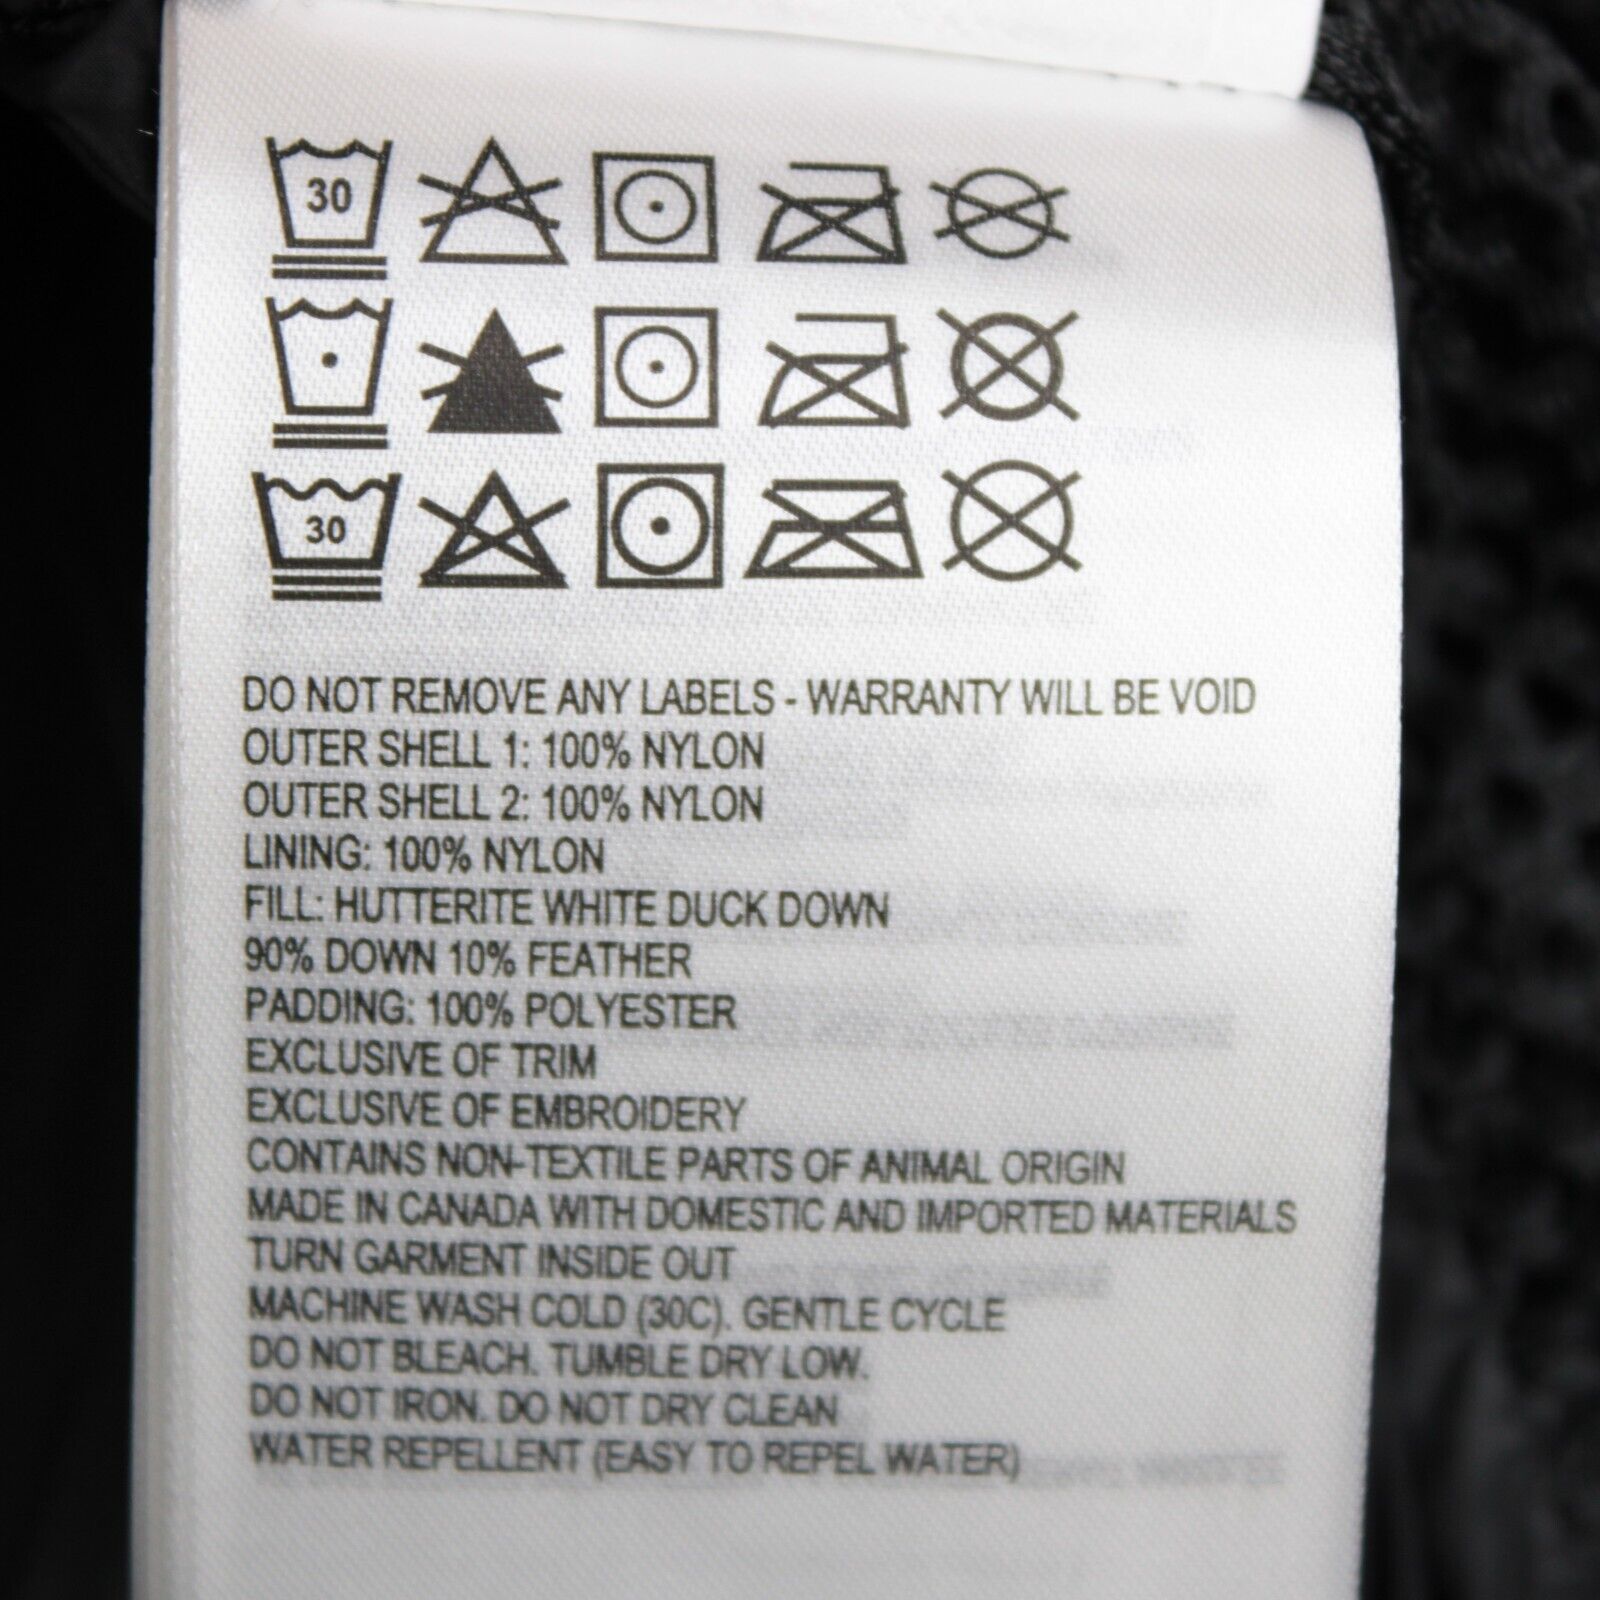 30
30
DO NOT REMOVE ANY LABELS - WARRANTY WILL BE VOID
OUTER SHELL 1: 100% NYLON
OUTER SHELL 2: 100% NYLON
LINING: 100% NYLON
FILL: HUTTERITE WHITE DUCK DOWN
90% DOWN 10% FEATHER
PADDING: 100% POLYESTER
EXCLUSIVE OF TRIM
EXCLUSIVE OF EMBROIDERY
CONTAINS NON-TEXTILE PARTS OF ANIMAL ORIGIN
MADE IN CANADA WITH DOMESTIC AND IMPORTED MATERIALS
TURN GARMENT INSIDE OUT
MACHINE WASH COLD (30C). GENTLE CYCLE
DO NOT BLEACH. TUMBLE DRY LOW.
DO NOT IRON. DO NOT DRY CLEAN
WATER REPELLENT (EASY TO REPEL WATER)